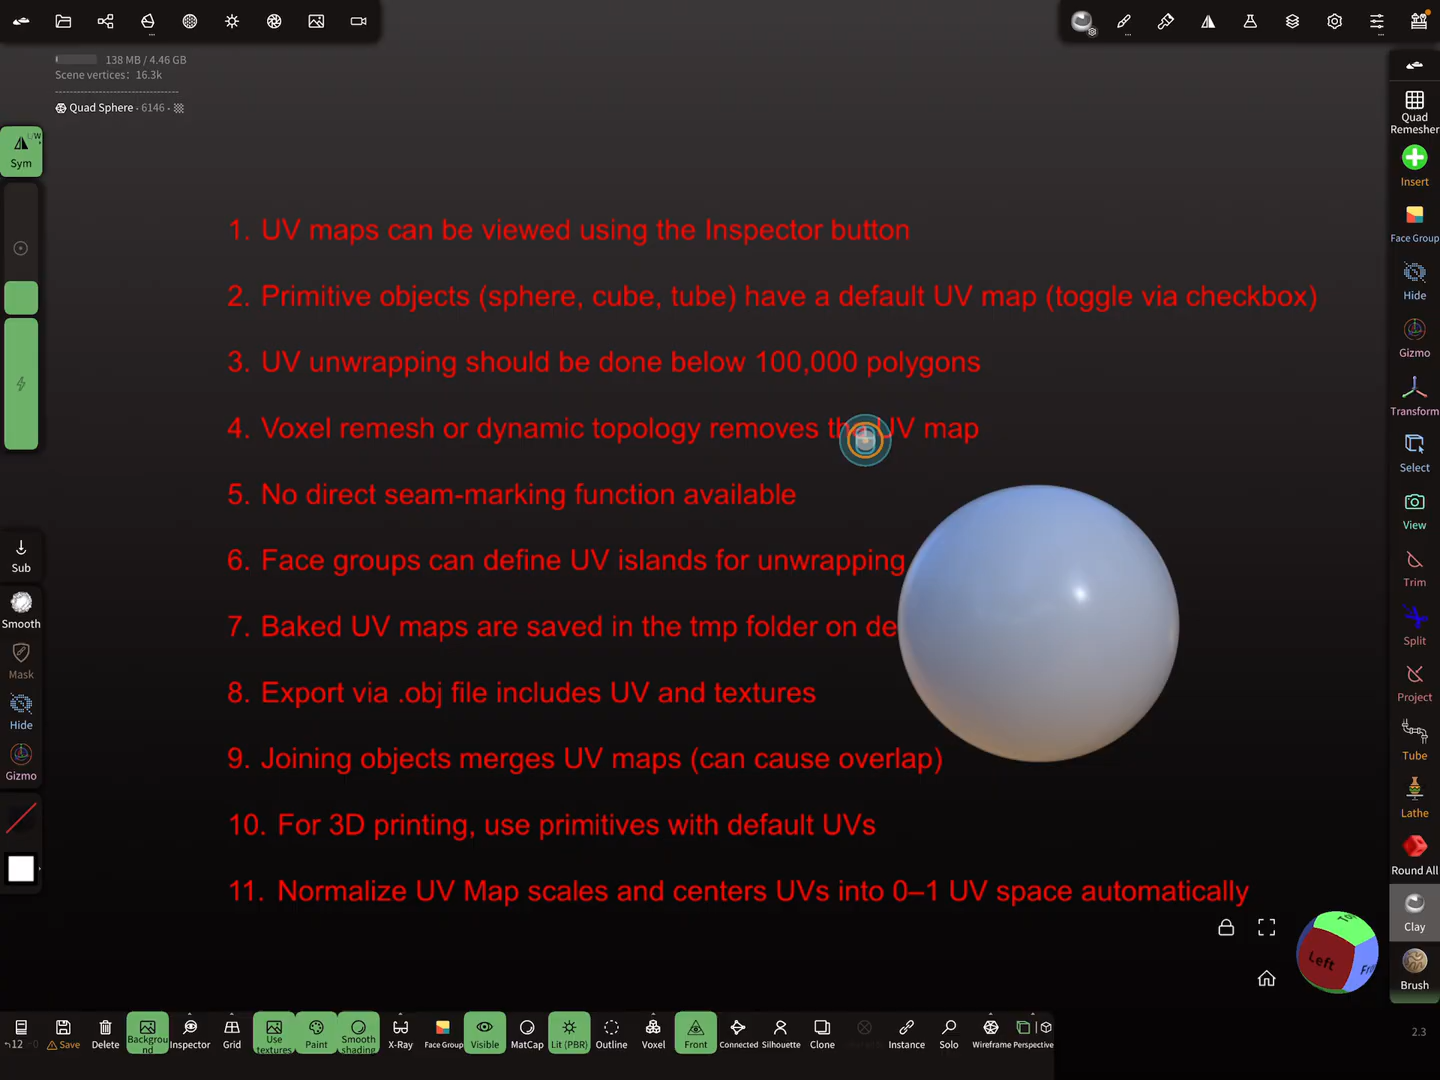 138 MB / 4.46 GB
Scene vertices: 16.3k
Quad Sphere · 6146 ·
Sym
1. UV maps can be viewed using the Inspector button
2. Primitive objects (sphere, cube, tube) have a default UV map (toggle via checkbox)
3. UV unwrapping should be done below 100,000 polygons
4. Voxel remesh or dynamic topology removes the UV map
5. No direct seam-marking function available
6. Face groups can define UV islands for unwrapping
7. Baked UV maps are saved in the tmp folder on de
8. Export via .obj file includes UV and textures
9. Joining objects merges UV maps (can cause overlap)
10. For 3D printing, use primitives with default UVs
11. Normalize UV Map scales and centers UVs into 0–1 UV space automatically
Sub
Smooth
Mask
Hide
Gizmo
Quad
Remesher
Insert
Face Group
Hide
Gizmo
Transform
Select
View
Trim
Split
Project
Tube
Lathe
Round All
Clay
Brush
Left
12 0
Save
Delete
Backgrou
nd
Inspector
Grid
Use
textures
Paint
Smooth
shading
X-Ray
Face Group
Visible
MatCap
Lit (PBR)
Outline
Voxel
Front
Connected
Silhouette
Clone
Instance
Solo
Wireframe
Perspective
2.3